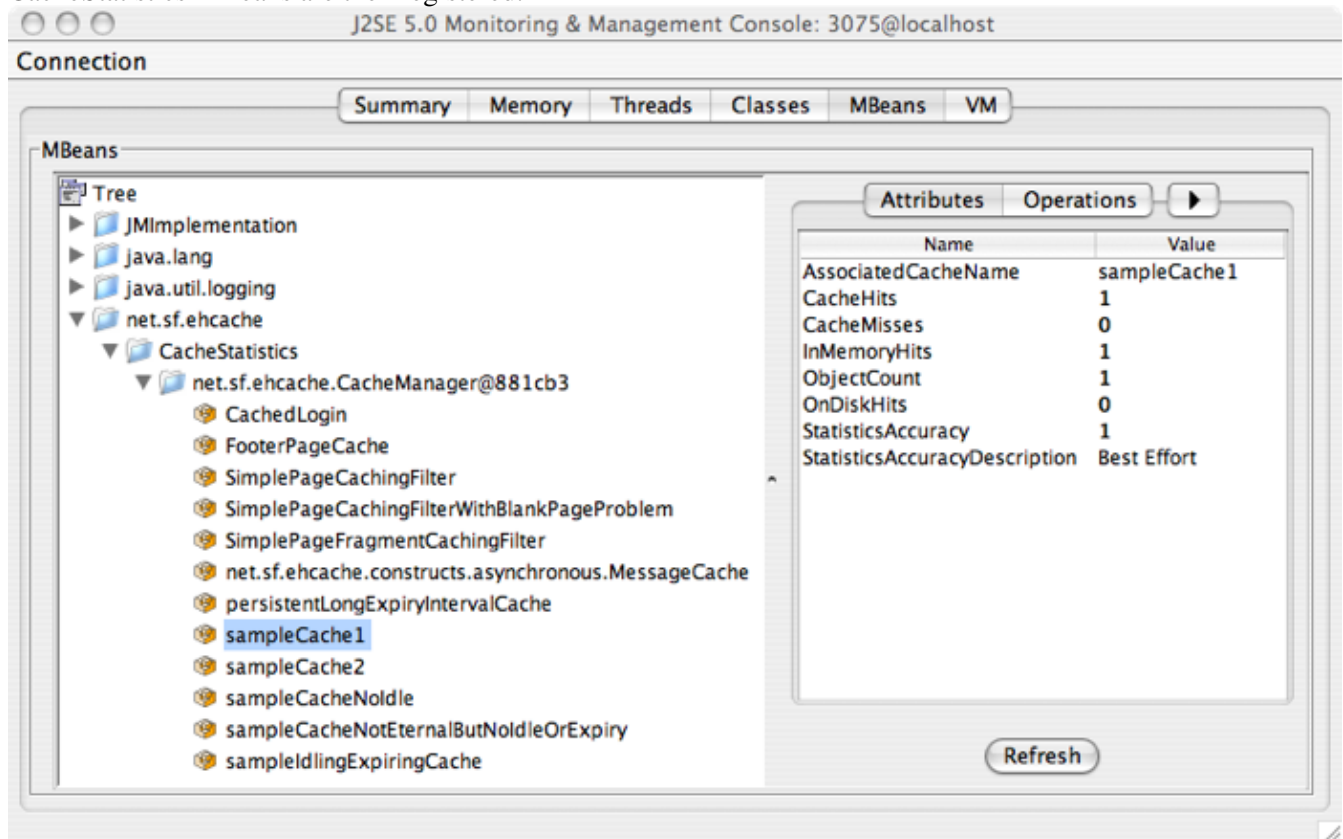 J2SE 5.0 Monitoring & Management Console: 3075@localhost
Connection
Summary Memory Threads Classes MBeans VM
MBeans
Tree
JMImplementation
java.lang
java.util.logging
net.sf.ehcache
CacheStatistics
net.sf.ehcache.CacheManager@881cb3
CachedLogin
FooterPageCache
SimplePageCachingFilter
SimplePageCachingFilterWithBlankPageProblem
SimplePageFragmentCachingFilter
net.sf.ehcache.constructs.asynchronous.MessageCache
persistentLongExpiryIntervalCache
sampleCache1
sampleCache2
sampleCacheNoIdle
sampleCacheNotEternalButNoIdleOrExpiry
sampleIdlingExpiringCache
Attributes Operations
Name Value
AssociatedCacheName sampleCache1
CacheHits 1
CacheMisses 0
InMemoryHits 1
ObjectCount 1
OnDiskHits 0
StatisticsAccuracy 1
StatisticsAccuracyDescription Best Effort
Refresh